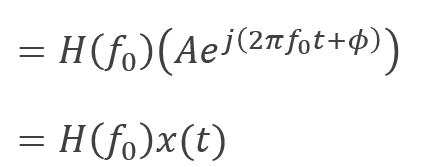 = H(f₀)(Ae^{j(2πf₀t+ϕ)})
= H(f₀)x(t)